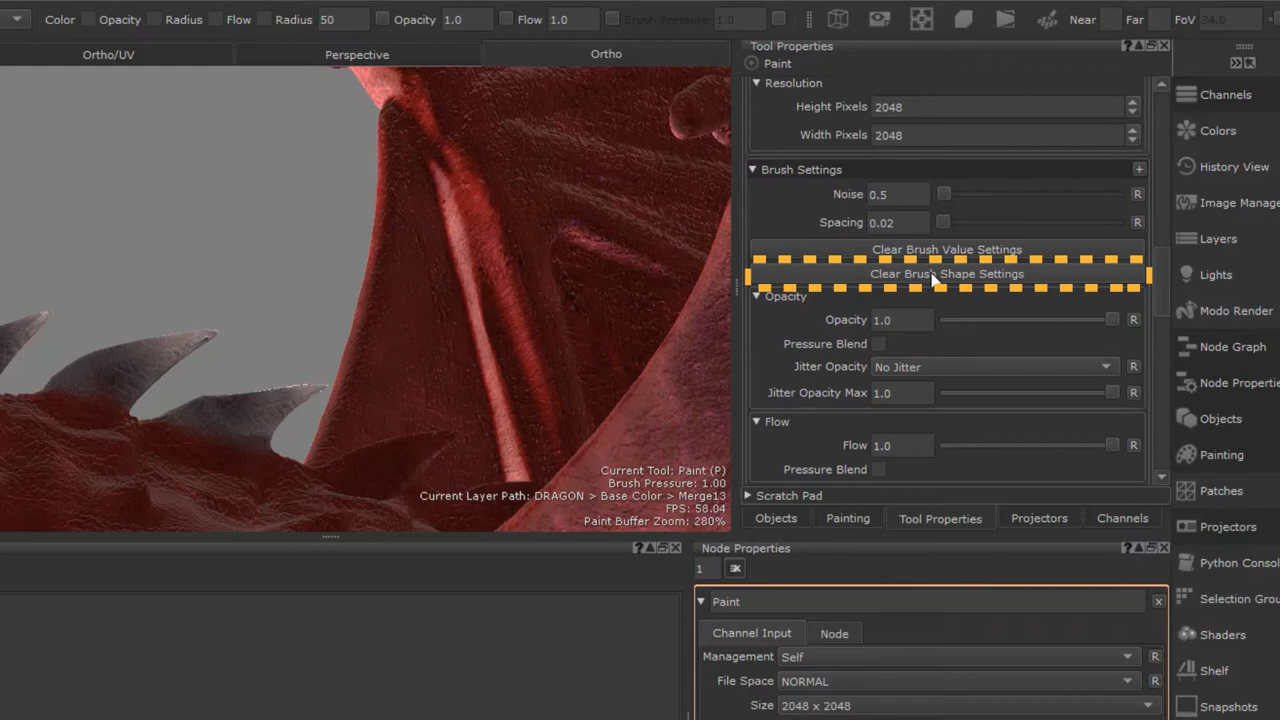 Color Opacity Radius Flow Radius 50 Opacity 1.0 Flow 1.0 Brush Pressure 1.0 Near Far FoV 34.0
Ortho/UV Perspective Ortho
Tool Properties
Paint
Resolution
Height Pixels 2048
Width Pixels 2048
Brush Settings
Noise 0.5 R
Spacing 0.02 R
Clear Brush Value Settings
Clear Brush Shape Settings
Opacity
Opacity 1.0 R
Pressure Blend
Jitter Opacity No Jitter R
Jitter Opacity Max 1.0 R
Flow
Flow 1.0 R
Pressure Blend
Scratch Pad
Objects Painting Tool Properties Projectors Channels
Current Tool: Paint (P)
Brush Pressure: 1.00
Current Layer Path: DRAGON > Base Color > Merge13
FPS: 58.04
Paint Buffer Zoom: 280%
Channels
Colors
History View
Image Manage
Layers
Lights
Modo Render
Node Graph
Node Properti
Objects
Painting
Patches
Projectors
Python Consol
Selection Grou
Shaders
Shelf
Snapshots
Node Properties
1
Paint
Channel Input Node
Management Self R
File Space NORMAL R
Size 2048 x 2048